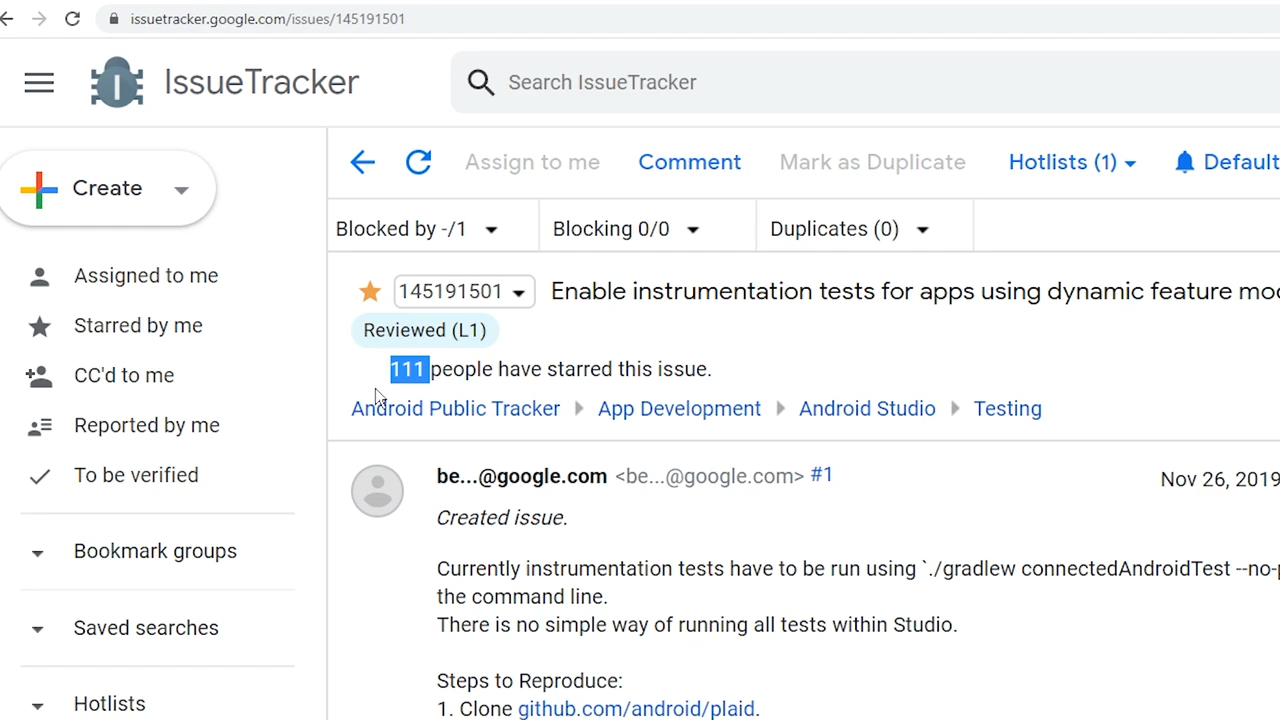 issuetracker.google.com/issues/145191501
IssueTracker
Search IssueTracker
Create
Assign to me
Comment
Mark as Duplicate
Hotlists (1)
Default
Blocked by -/1
Blocking 0/0
Duplicates (0)
Assigned to me
Starred by me
CC'd to me
Reported by me
To be verified
Bookmark groups
Saved searches
Hotlists
145191501
Enable instrumentation tests for apps using dynamic feature
Reviewed (L1)
111 people have starred this issue.
Android Public Tracker
App Development
Android Studio
Testing
be...@google.com <be...@google.com> #1
Nov 26, 2019
Created issue.
Currently instrumentation tests have to be run using `./gradlew connectedAndroidTest
the command line.
There is no simple way of running all tests within Studio.
Steps to Reproduce:
1. Clone github.com/android/plaid.